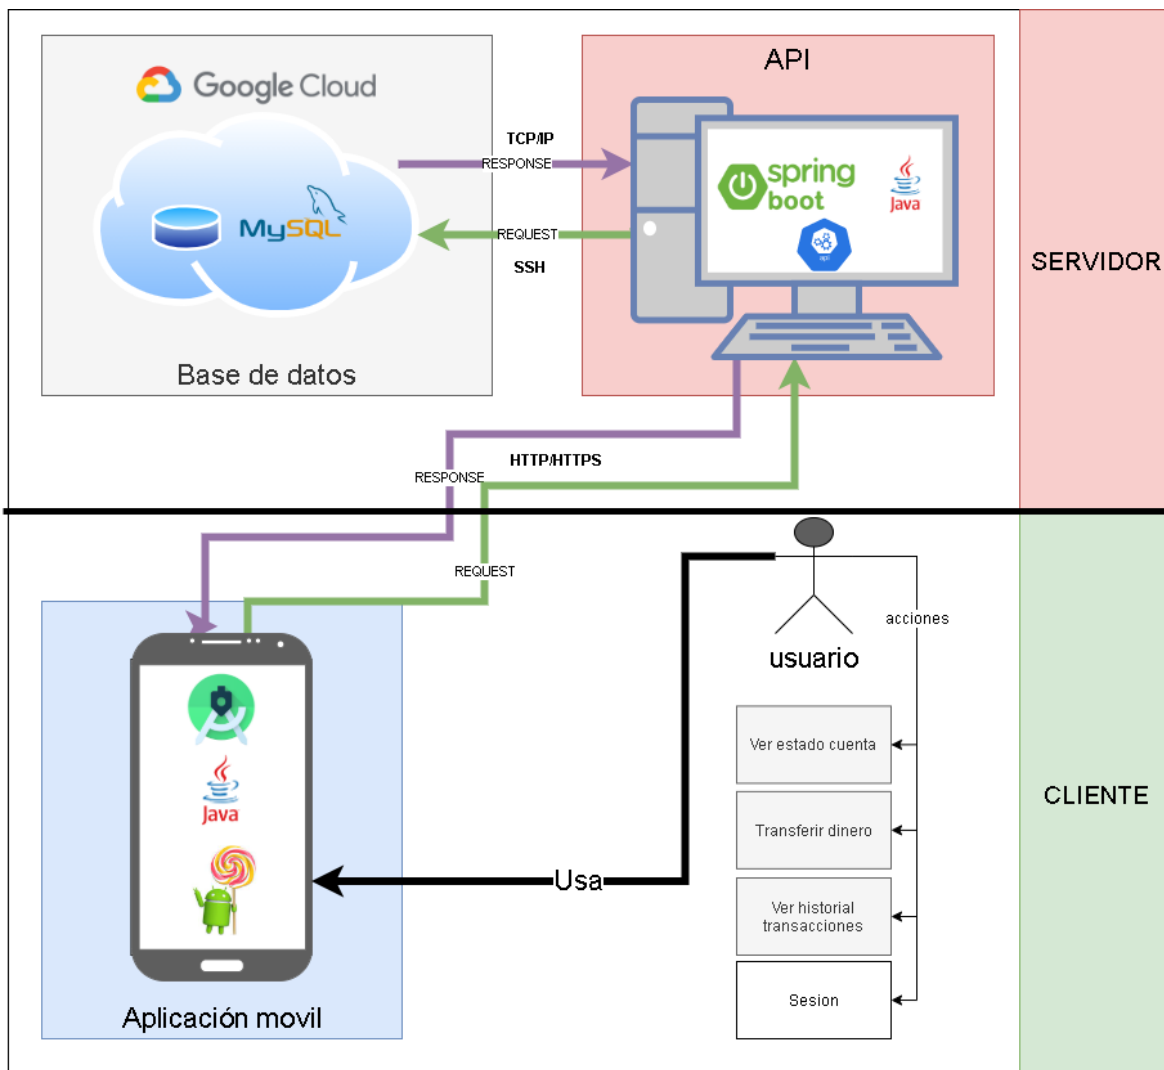 API
Google Cloud
TCP/IP
RESPONSE
spring
boot
Java
MySQL
REQUEST
SSH
api
SERVIDOR
Base de datos
HTTP/HTTPS
RESPONSE
REQUEST
acciones
usuario
Ver estado cuenta
CLIENTE
Java
Transferir dinero
Usa
Ver historial
transacciones
Sesion
Aplicación movil